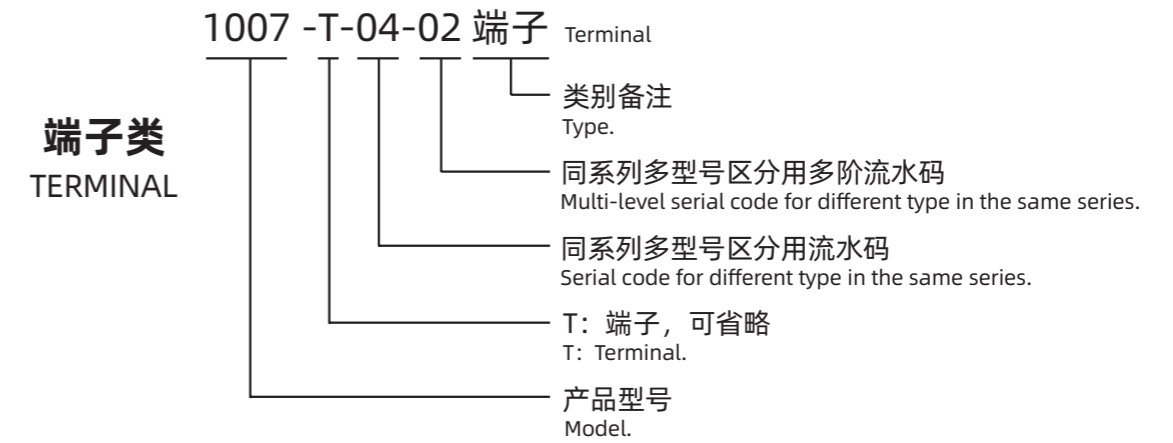 1007 -T-04-02 端子 Terminal
类别备注
Type.
端子类
TERMINAL
同系列多型号区分用多阶流水码
Multi-level serial code for different type in the same series.
同系列多型号区分用流水码
Serial code for different type in the same series.
T：端子，可省略
T：Terminal.
产品型号
Model.